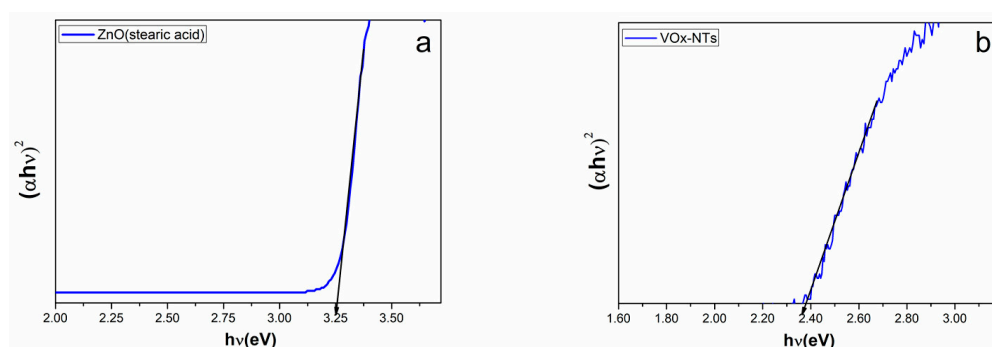 ZnO(stearic acid)
a
(αhν)²
2.00 2.25 2.50 2.75 3.00 3.25 3.50
hν(eV)
VOx-NTs
b
(αhν)²
1.60 1.80 2.00 2.20 2.40 2.60 2.80 3.00
hν(eV)